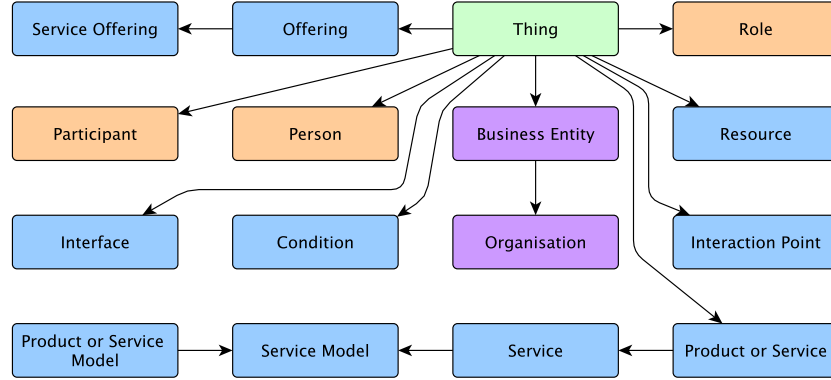 Service Offering
Offering
Thing
Role
Participant
Person
Business Entity
Resource
Interface
Condition
Organisation
Interaction Point
Product or Service
Model
Service Model
Service
Product or Service